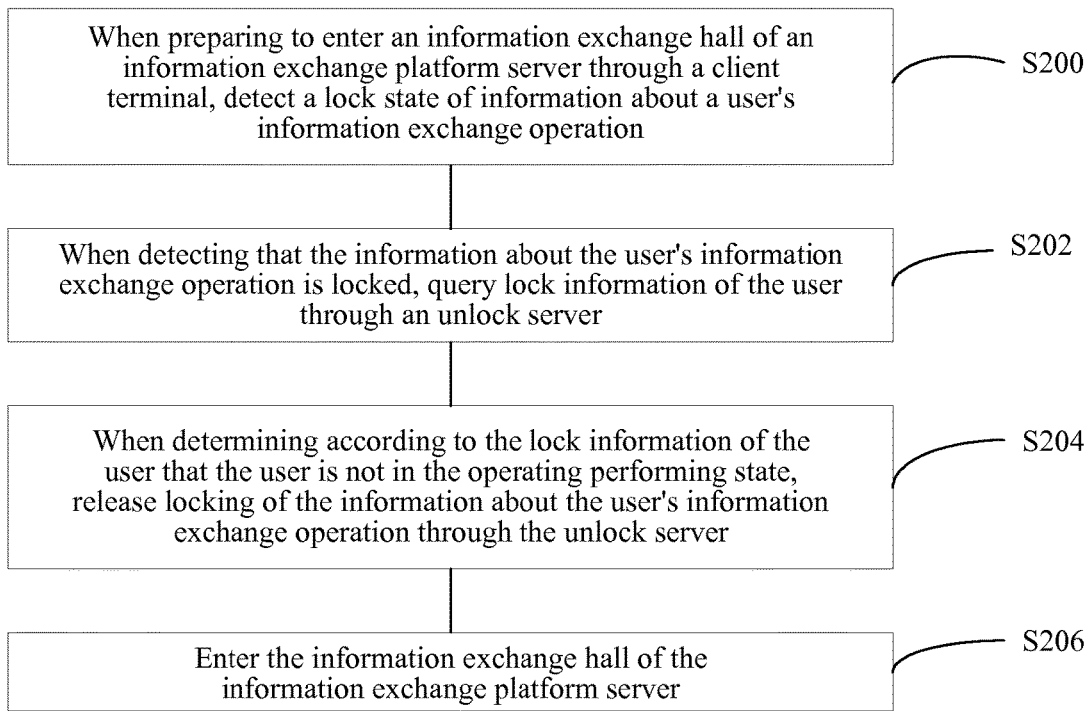 When preparing to enter an information exchange hall of an
information exchange platform server through a client
terminal, detect a lock state of information about a user's
information exchange operation
S200
When detecting that the information about the user's information
exchange operation is locked, query lock information of the user
through an unlock server
S202
When determining according to the lock information of the
user that the user is not in the operating performing state,
release locking of the information about the user's information
exchange operation through the unlock server
S204
Enter the information exchange hall of the
information exchange platform server
S206